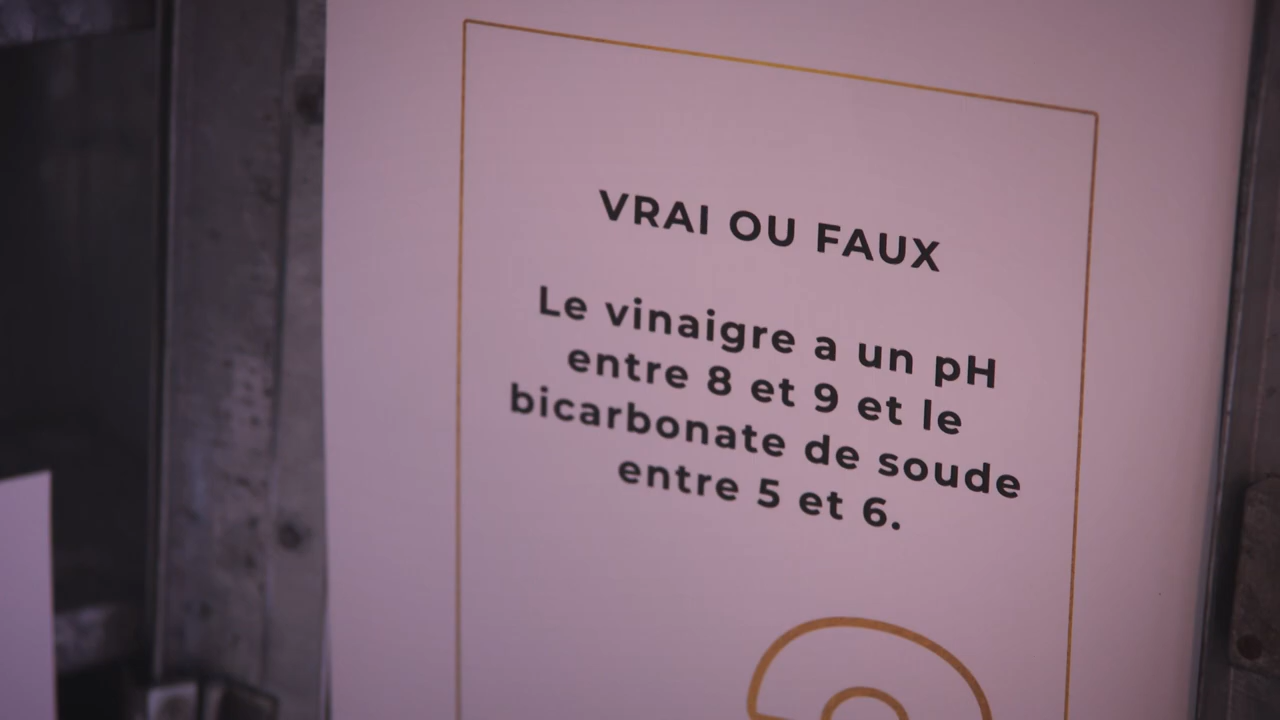 VRAI OU FAUX
Le vinaigre a un pH
entre 8 et 9 et le
bicarbonate de soude
entre 5 et 6.